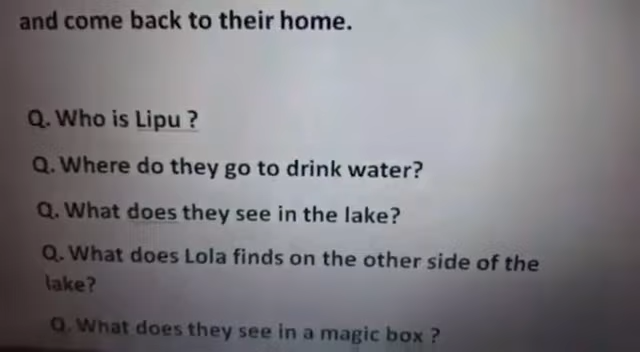 and come back to their home.
Q. Who is Lipu ?
Q. Where do they go to drink water?
Q. What does they see in the lake?
Q. What does Lola finds on the other side of the
lake?
Q. What does they see in a magic box ?